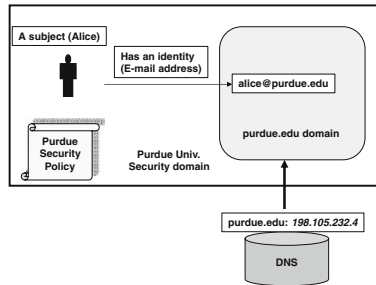 A subject (Alice)
Has an identity
(E-mail address)
alice@purdue.edu
purdue.edu domain
Purdue
Security
Policy
Purdue Univ.
Security domain
purdue.edu: 198.105.232.4
DNS